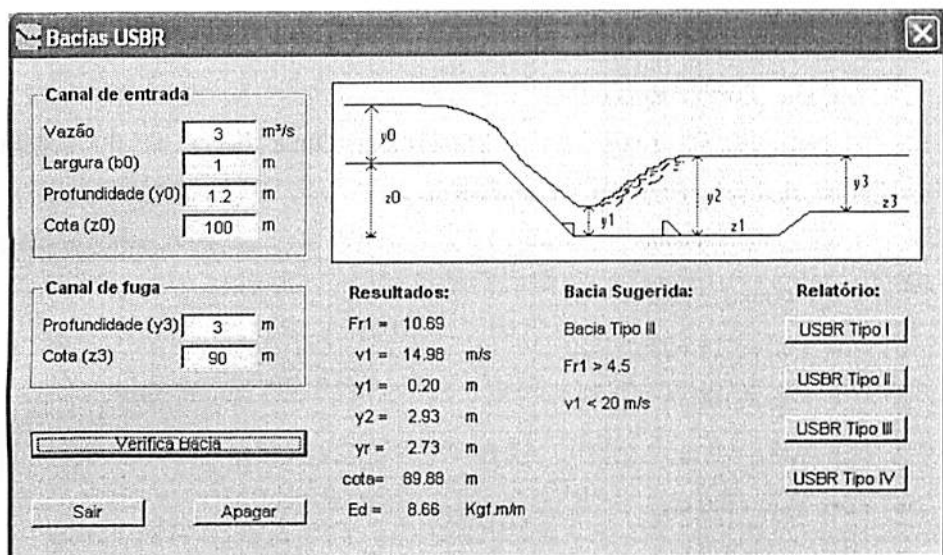 Bacias USBR
Canal de entrada
Vazão 3 m³/s
Largura (b0) 1 m
Profundidade (y0) 1.2 m
Cota (z0) 100 m
y0
z0
y1
y2
z1
y3
z3
Canal de fuga
Profundidade (y3) 3 m
Cota (z3) 90 m
Verifica Bacia
Sair Apagar
Resultados:
Fr1 = 10.69
v1 = 14.98 m/s
y1 = 0.20 m
y2 = 2.93 m
yr = 2.73 m
cota= 89.88 m
Ed = 8.66 Kgf.m/m
Bacia Sugerida:
Bacia Tipo III
Fr1 > 4.5
v1 < 20 m/s
Relatório:
USBR Tipo I
USBR Tipo II
USBR Tipo III
USBR Tipo IV